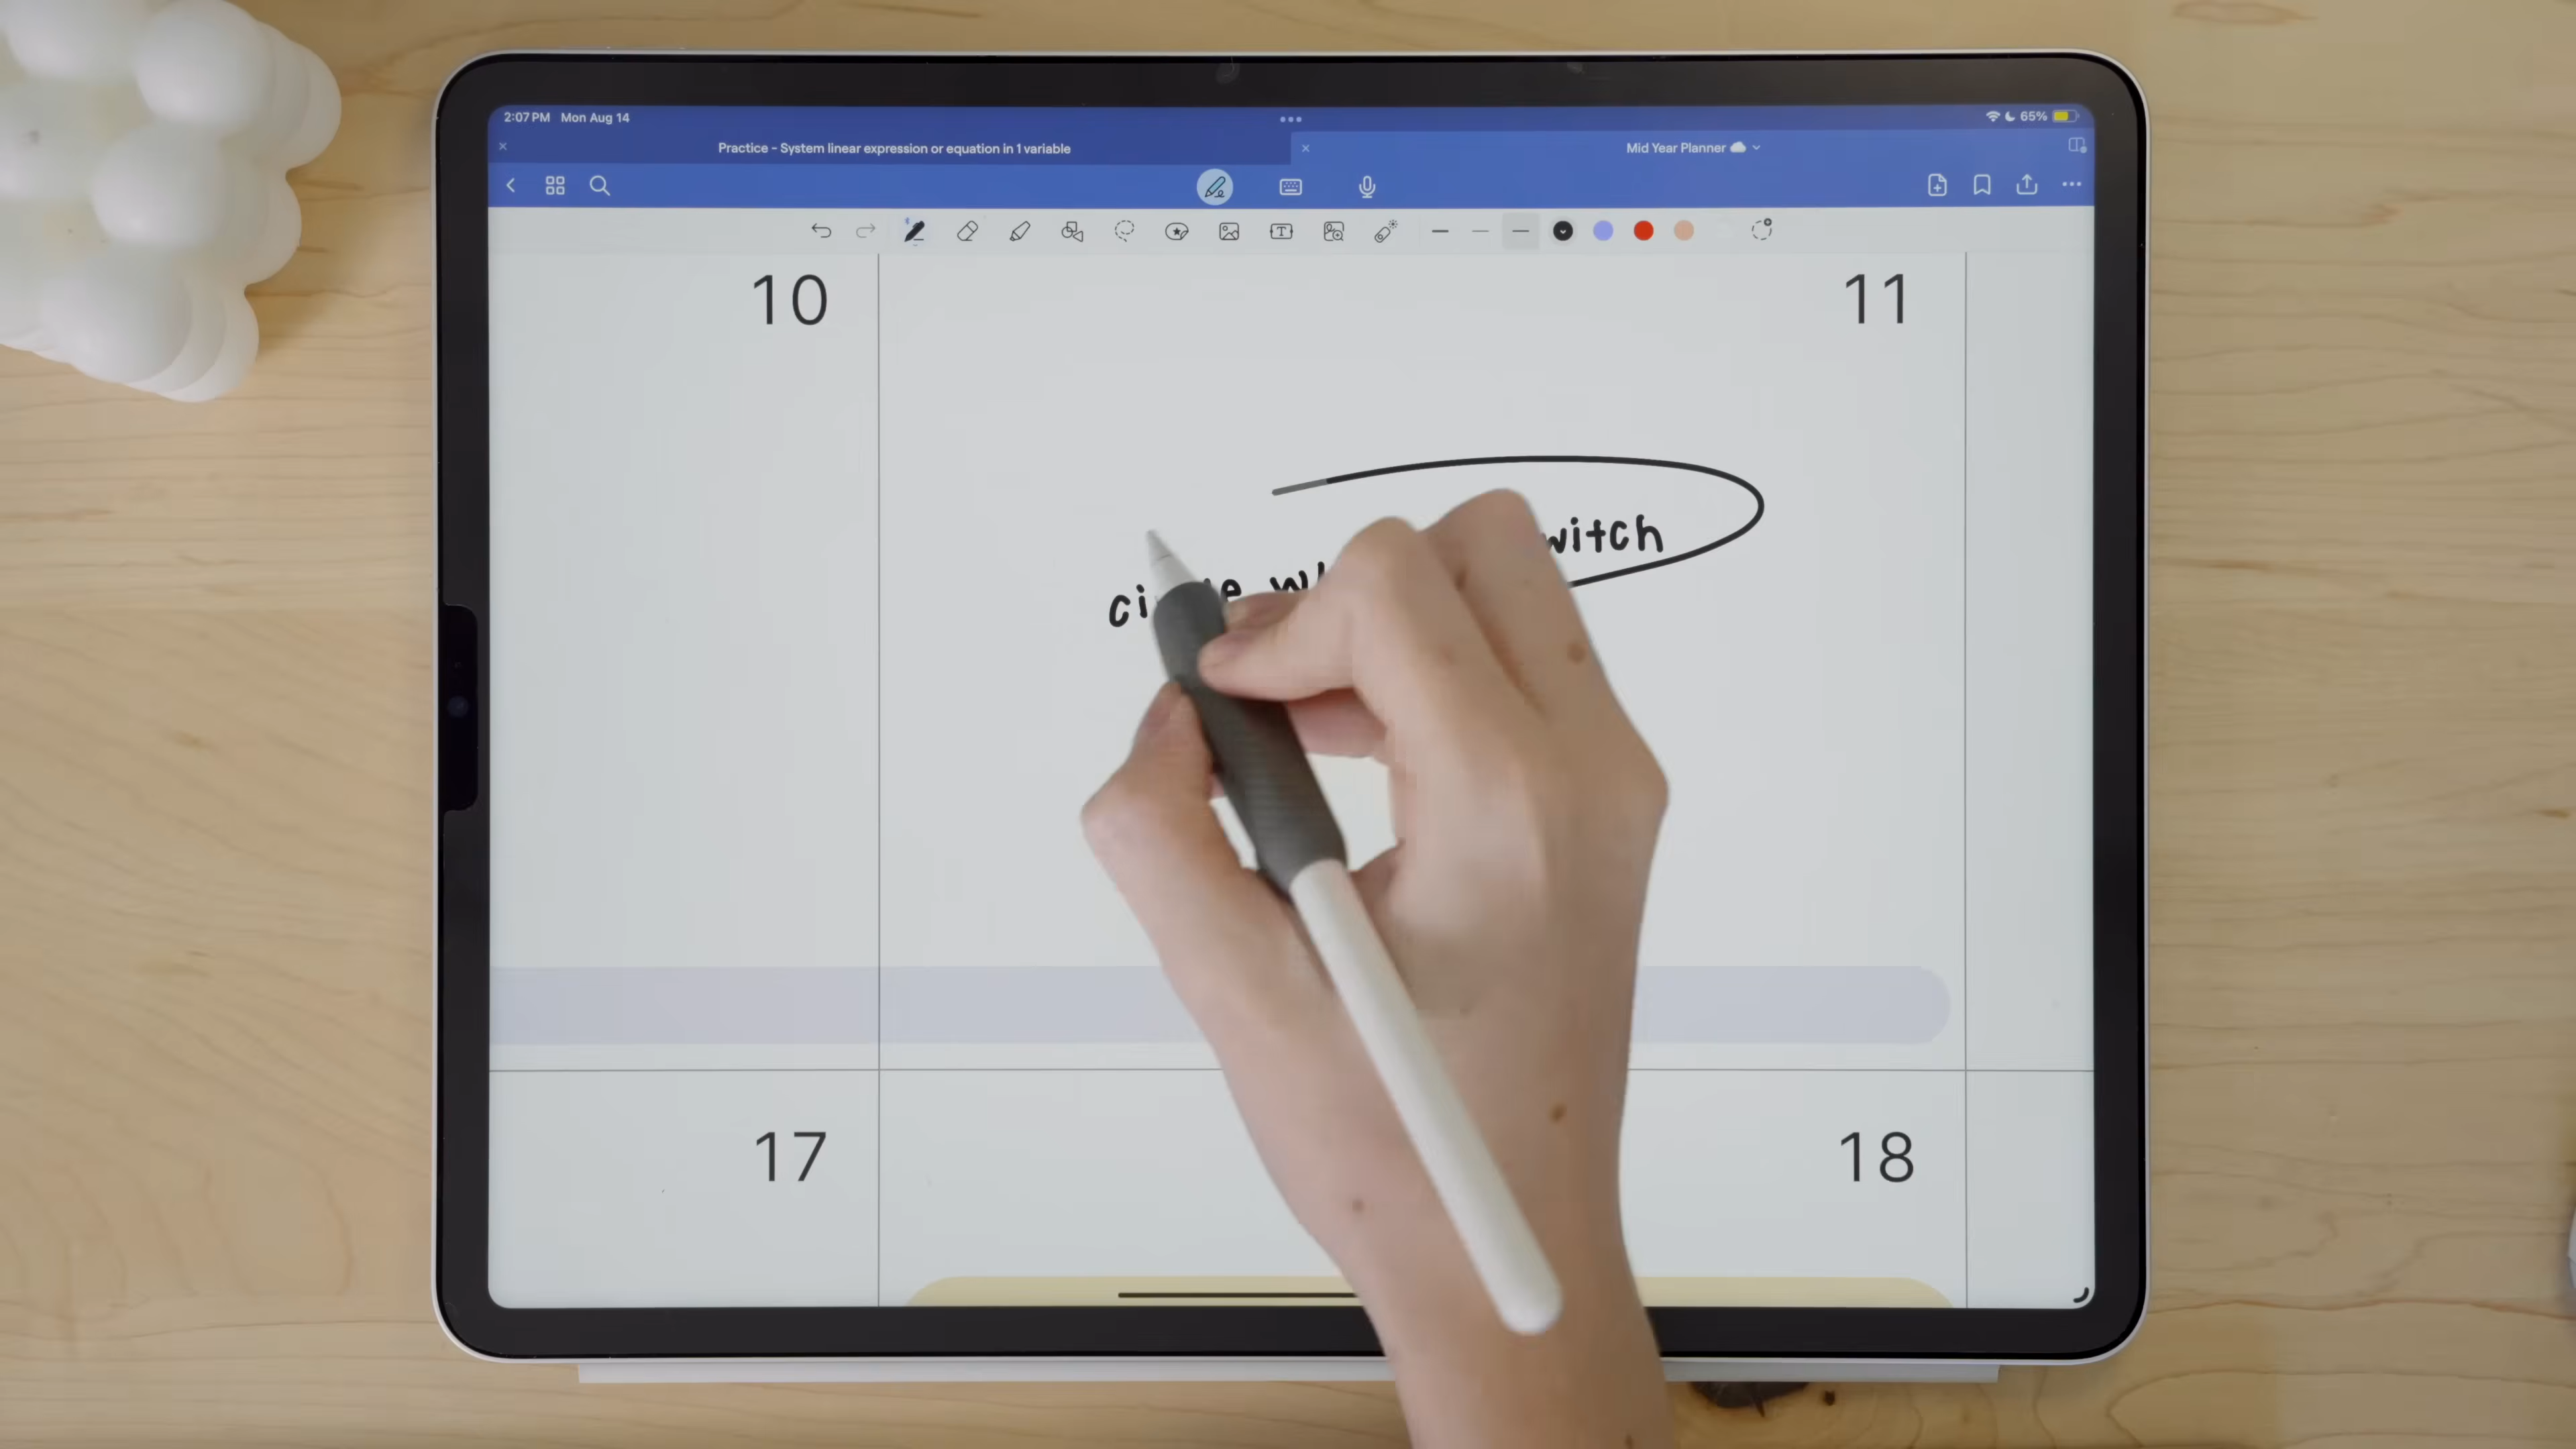 2:07 PM Mon Aug 14
65%
Practice - System linear expression or equation in 1 variable
Mid Year Planner
10
11
17
18